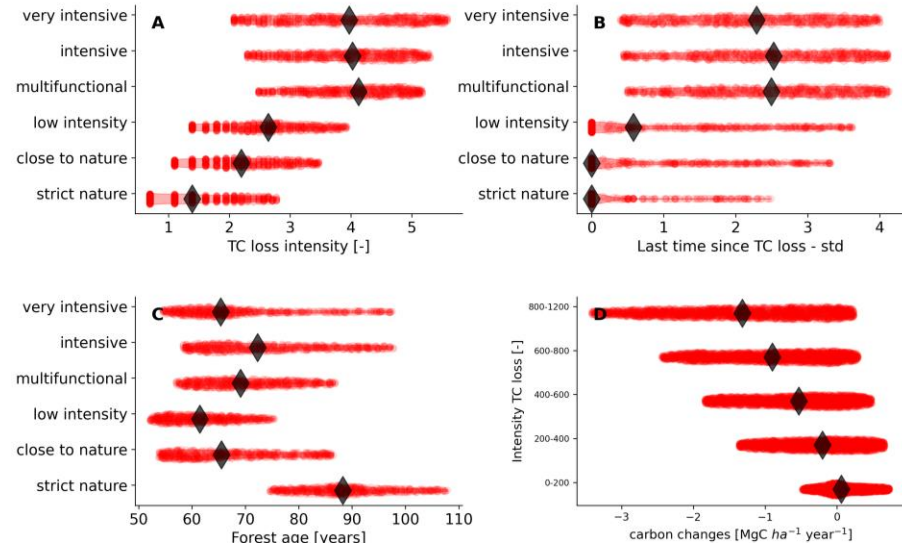 A
very intensive
intensive
multifunctional
low intensity
close to nature
strict nature
1 2 3 4 5
TC loss intensity [-]
B
very intensive
intensive
multifunctional
low intensity
close to nature
strict nature
0 1 2 3 4
Last time since TC loss - std
C
very intensive
intensive
multifunctional
low intensity
close to nature
strict nature
50 60 70 80 90 100 110
Forest age [years]
D
Intensity TC loss [-]
800-1200
600-800
400-600
200-400
0-200
−3 −2 −1 0
carbon changes [MgC ha⁻¹ year⁻¹]